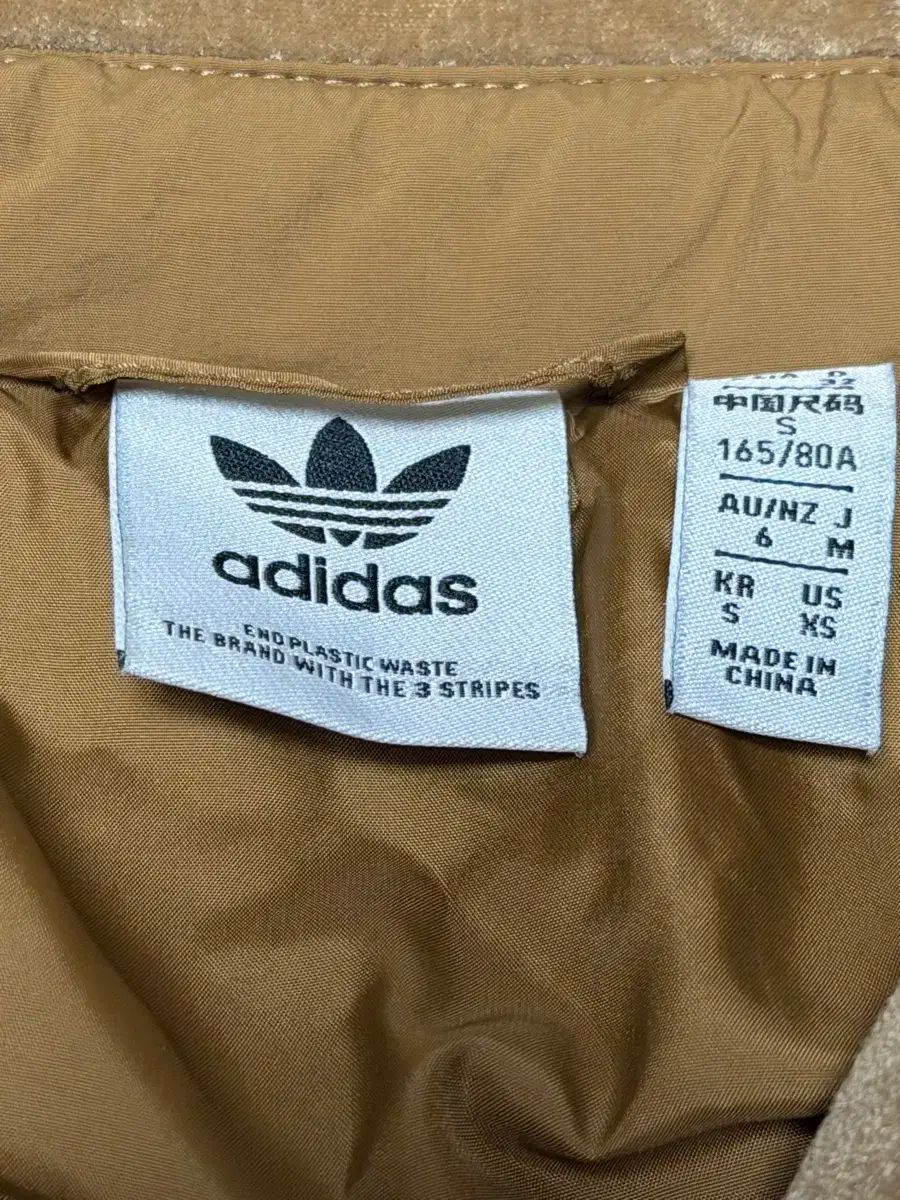 adidas
END PLASTIC WASTE
THE BRAND WITH THE 3 STRIPES
32
中国尺码
S
165/80A
AU/NZ J
6 M
KR US
S XS
MADE IN
CHINA